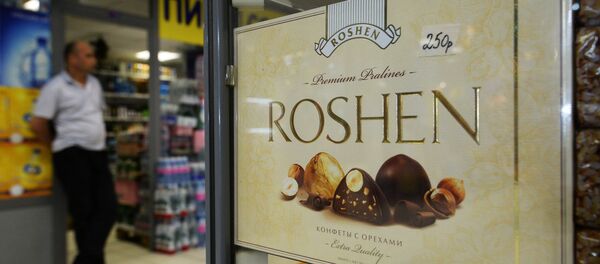 ПИ
ROSHEN
250р
Premium Pralines
ROSHEN
КОНФЕТЫ С ОРЕХАМИ
Extra Quality